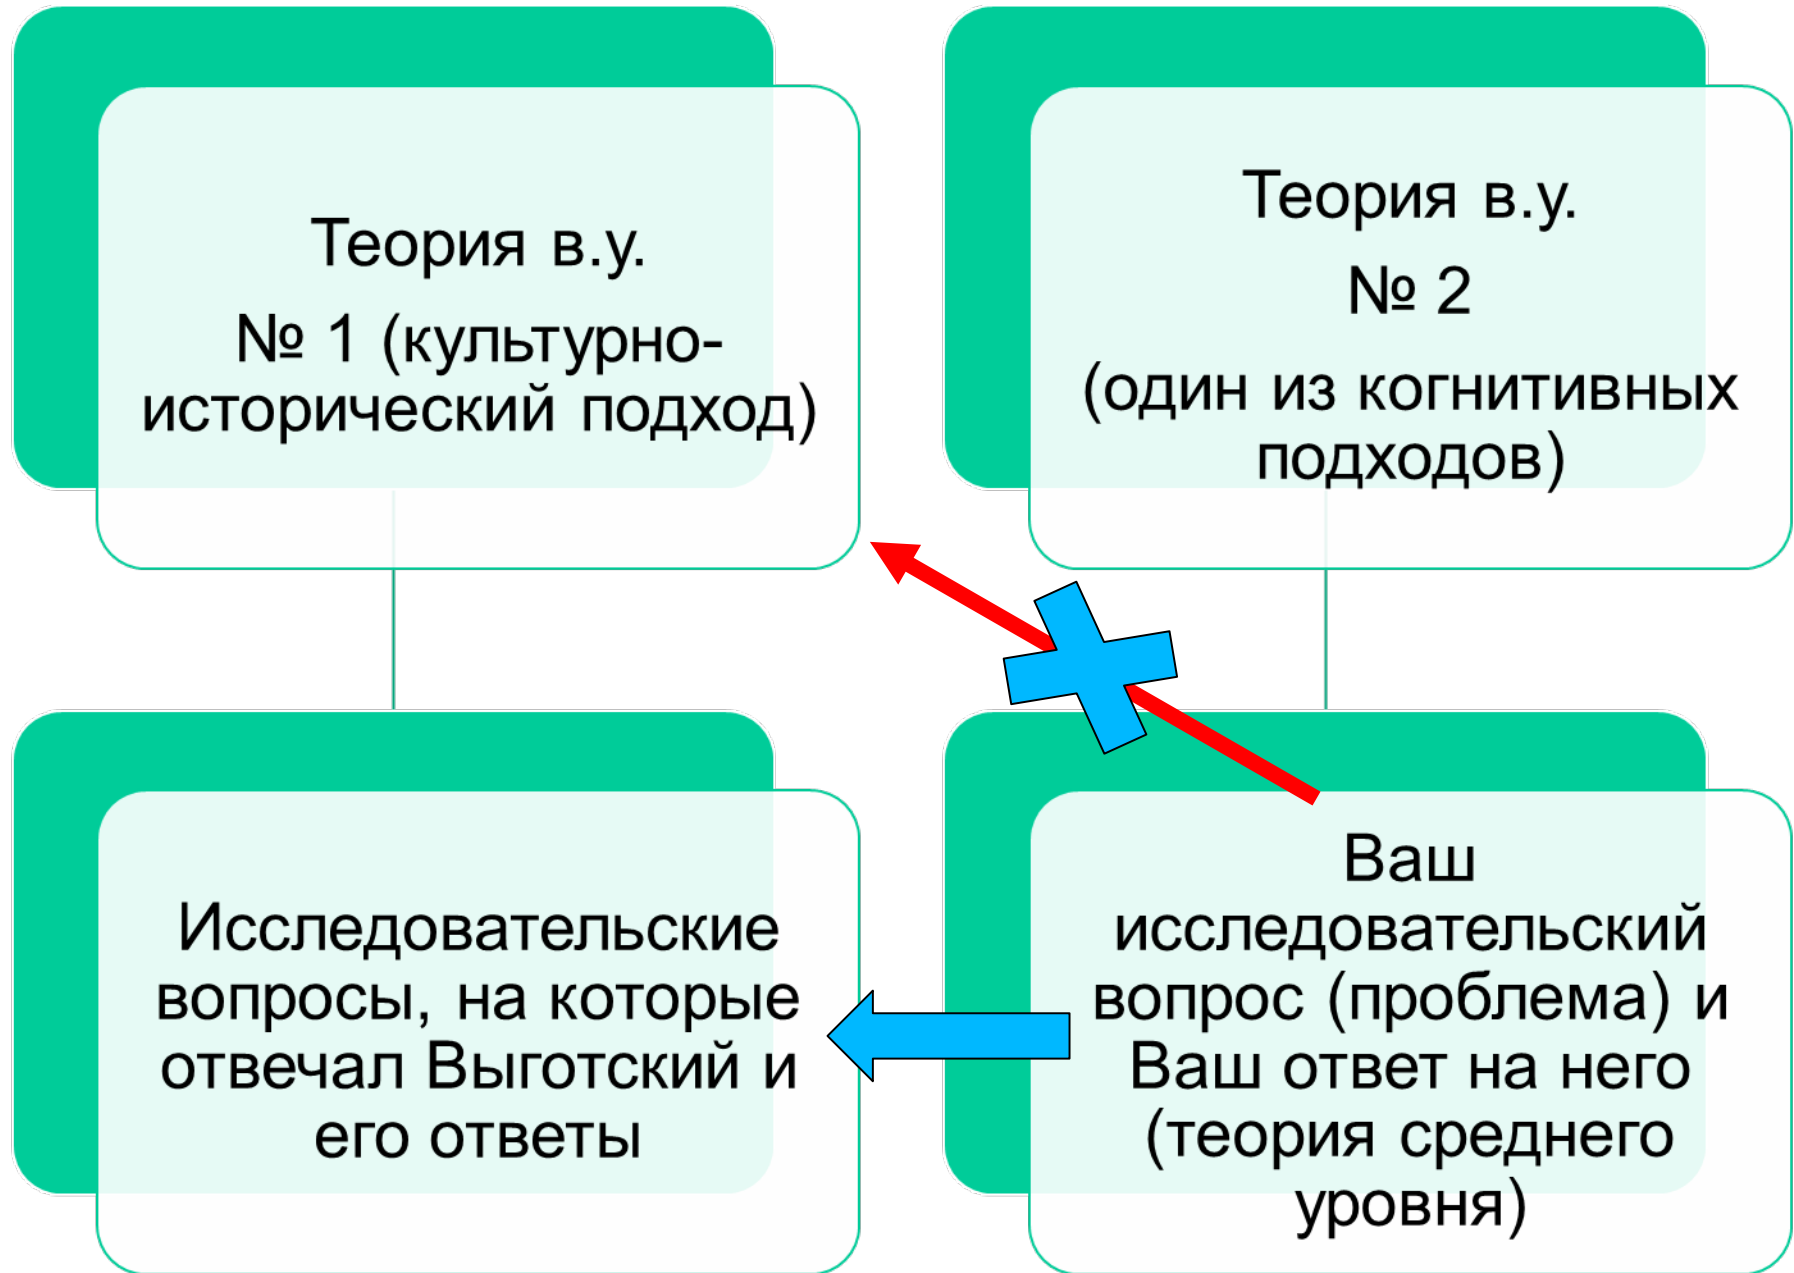 Теория в.у.
№ 1 (культурно-
исторический подход)
Теория в.у.
№ 2
(один из когнитивных
подходов)
Исследовательские
вопросы, на которые
отвечал Выготский и
его ответы
Ваш
исследовательский
вопрос (проблема) и
Ваш ответ на него
(теория среднего
уровня)